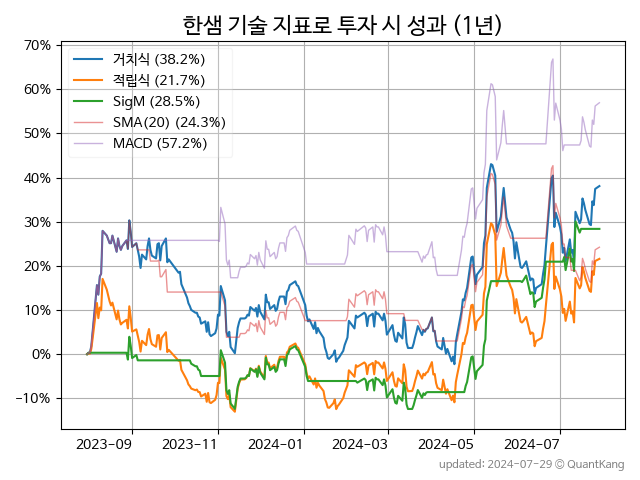 한샘 기술 지표로 투자 시 성과 (1년)
70%
60%
50%
40%
30%
20%
10%
0%
−10%
거치식 (38.2%)
적립식 (21.7%)
SigM (28.5%)
SMA(20) (24.3%)
MACD (57.2%)
2023-09
2023-11
2024-01
2024-03
2024-05
2024-07
updated: 2024-07-29 © QuantKang